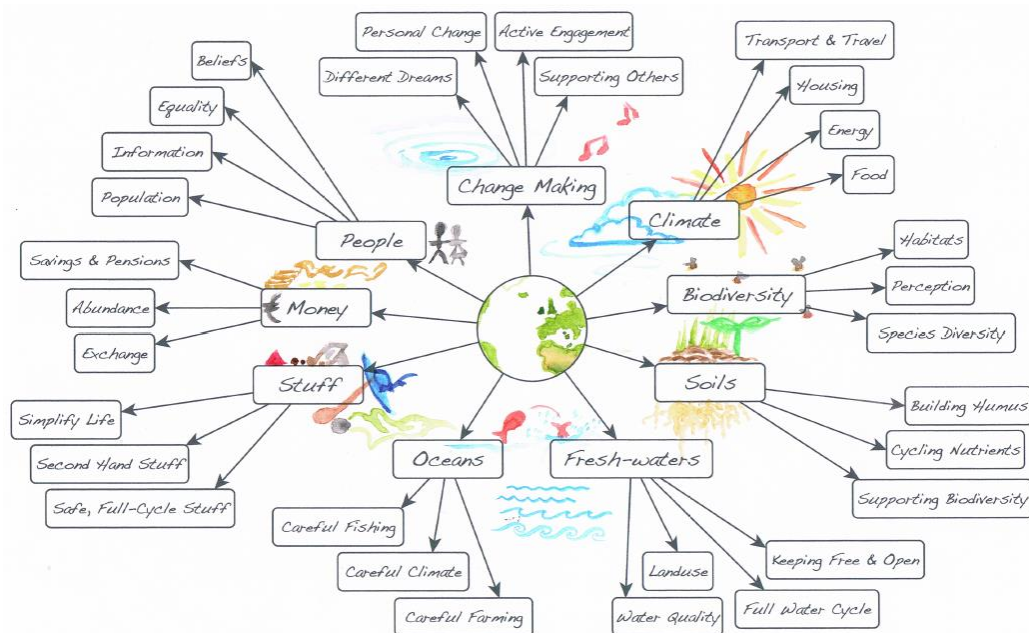 Personal Change
Active Engagement
Transport & Travel
Beliefs
Different Dreams
Supporting Others
Housing
Equality
Energy
Information
Food
Change Making
Population
Climate
People
Habitats
Savings & Pensions
Perception
Biodiversity
Abundance
Money
Species Diversity
Exchange
Stuff
Soils
Simplify Life
Building Humus
Second Hand Stuff
Oceans
Fresh-waters
Cycling Nutrients
Safe, Full-Cycle Stuff
Supporting Biodiversity
Careful Fishing
Keeping Free & Open
Careful Climate
Landuse
Careful Farming
Water Quality
Full Water Cycle